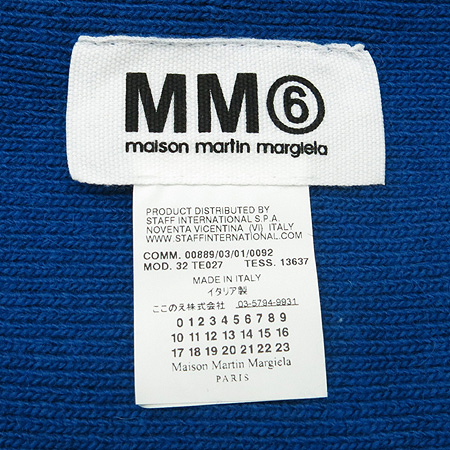 MM⑥
maison martin margiela
PRODUCT DISTRIBUTED BY
STAFF INTERNATIONAL S.P.A.
NOVENTA VICENTINA (VI) ITALY
WWW.STAFFINTERNATIONAL.COM
COMM. 00889/03/01/0092
MOD. 32 TE027 TESS. 13637
MADE IN ITALY
イタリア製
ここのえ株式会社 03-5794-9931
0 1 2 3 4 5 6 7 8 9
10 11 12 13 14 15 16
17 18 19 20 21 22 23
Maison Martin Margiela
PARIS